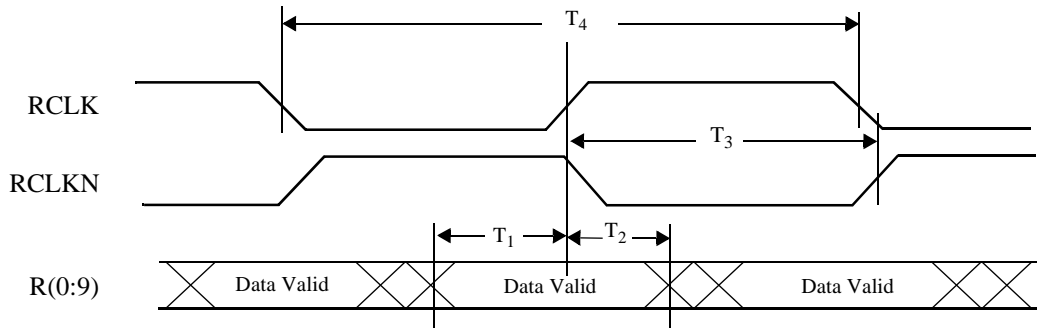 T4
RCLK
T3
RCLKN
T1
T2
R(0:9)
Data Valid
Data Valid
Data Valid